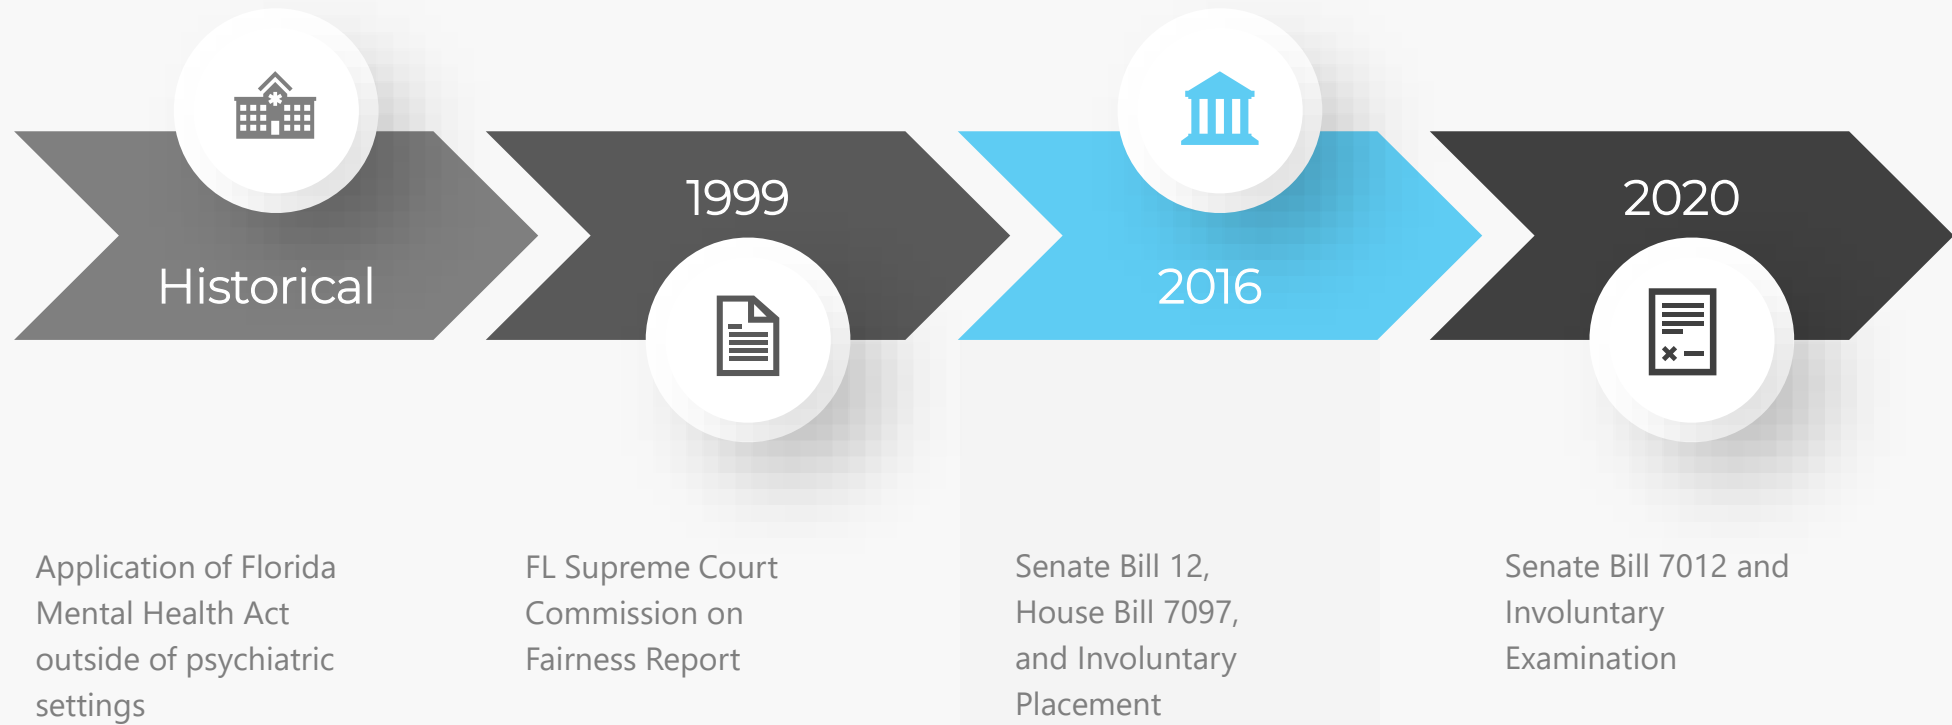 Historical
1999
2016
2020
Application of Florida
Mental Health Act
outside of psychiatric
settings
FL Supreme Court
Commission on
Fairness Report
Senate Bill 12,
House Bill 7097,
and Involuntary
Placement
Senate Bill 7012 and
Involuntary
Examination